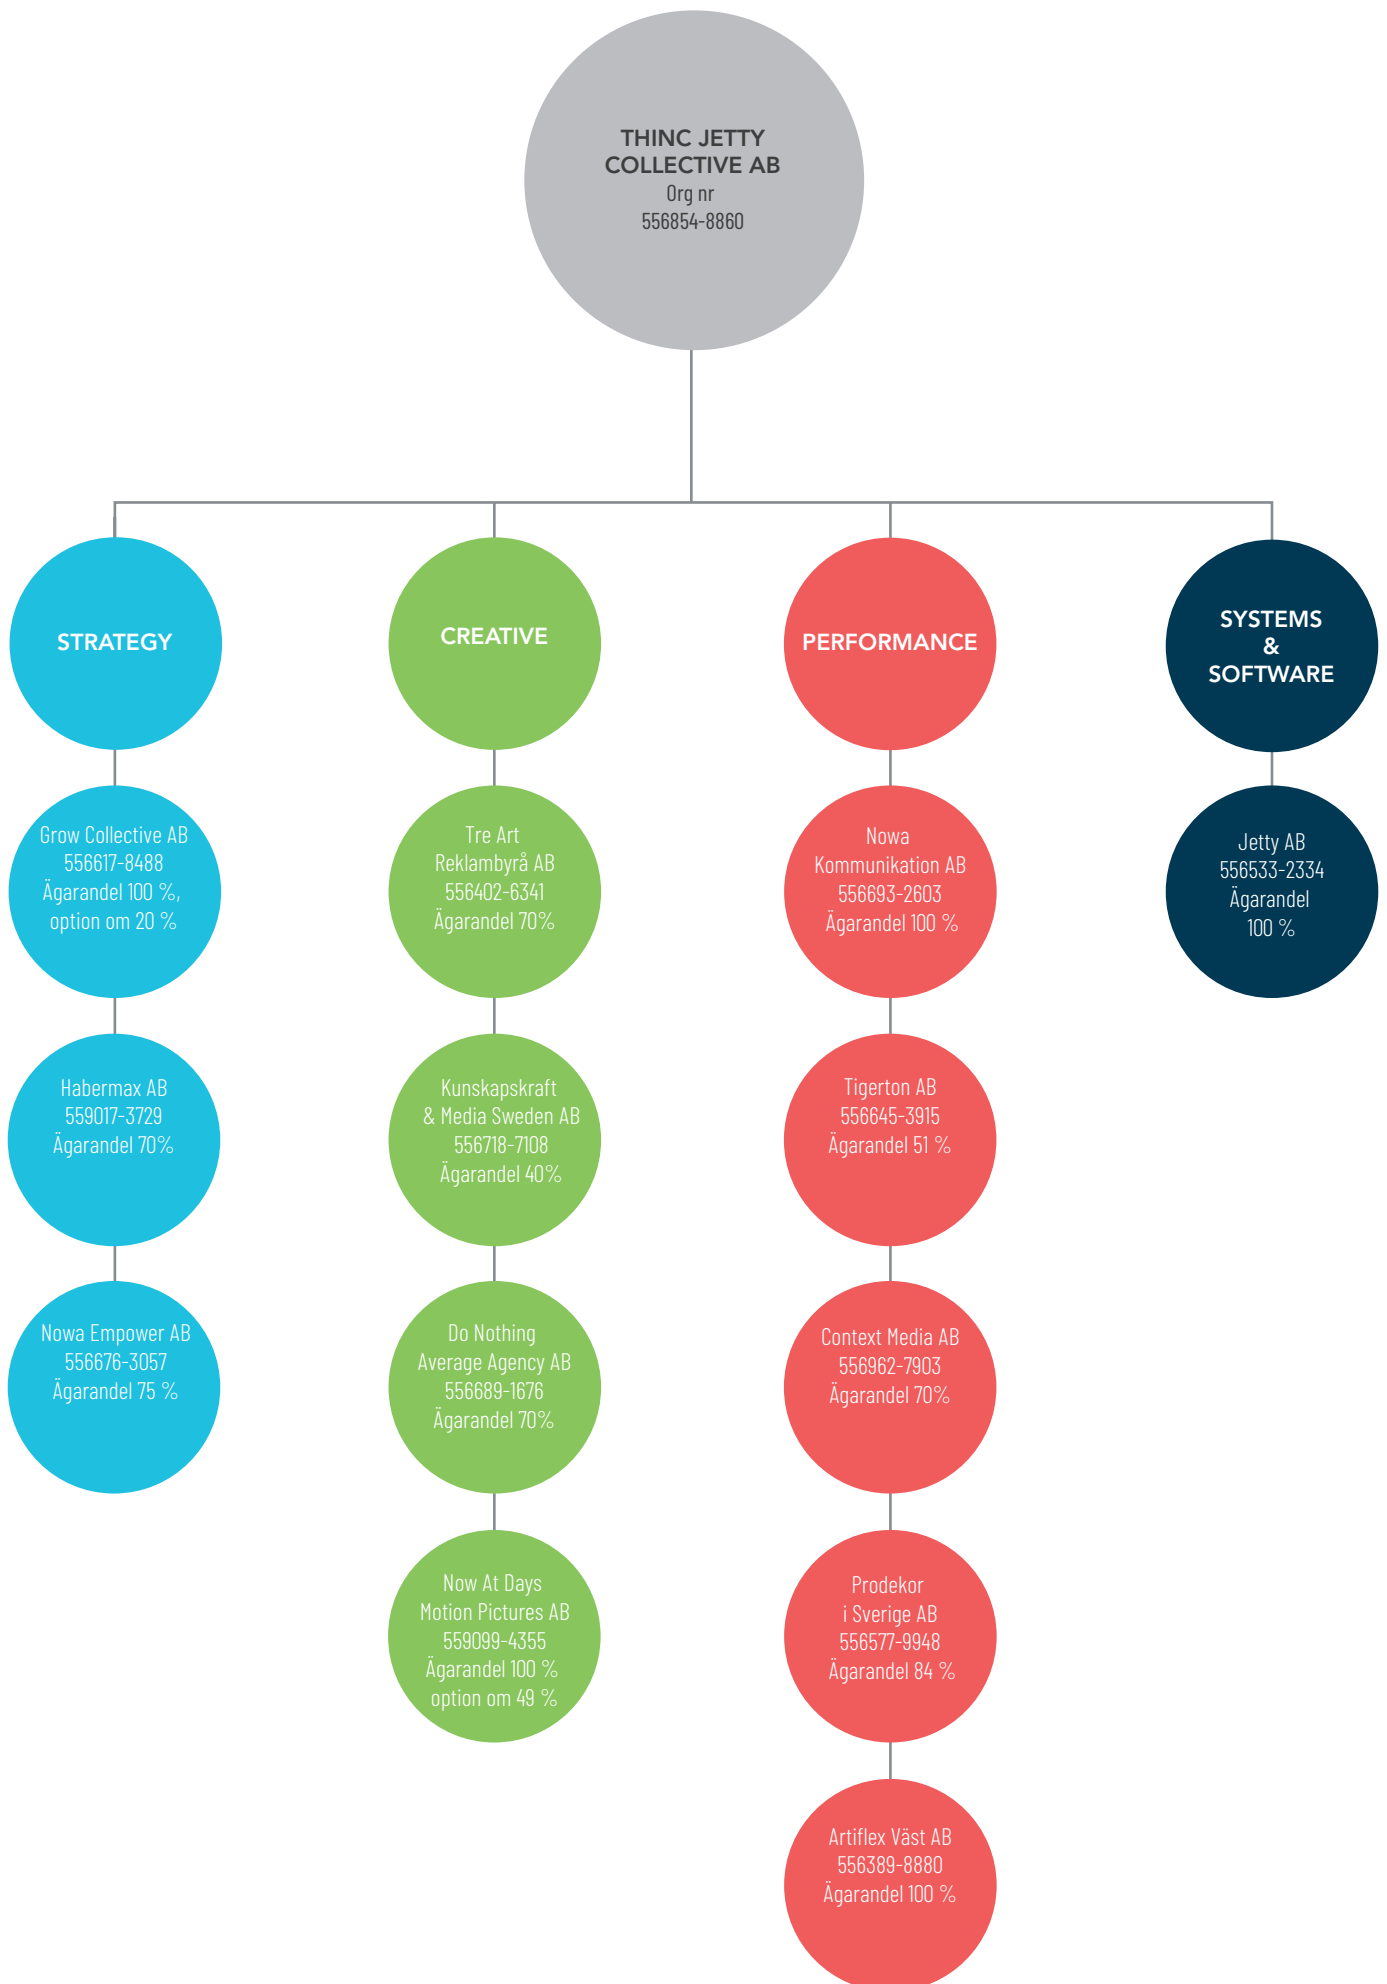 THINC JETTY
COLLECTIVE AB
Org nr
556854-8860
STRATEGY
CREATIVE
PERFORMANCE
SYSTEMS
&
SOFTWARE
Grow Collective AB
556617-8488
Ägarandel 100 %,
option om 20 %
Tre Art
Reklambyrå AB
556402-6341
Ägarandel 70%
Nowa
Kommunikation AB
556693-2603
Ägarandel 100 %
Jetty AB
556533-2334
Ägarandel
100 %
Habermax AB
559017-3729
Ägarandel 70%
Kunskapskraft
& Media Sweden AB
556718-7108
Ägarandel 40%
Tigerton AB
556645-3915
Ägarandel 51 %
Nowa Empower AB
556676-3057
Ägarandel 75 %
Do Nothing
Average Agency AB
556689-1676
Ägarandel 70%
Context Media AB
556962-7903
Ägarandel 70%
Now At Days
Motion Pictures AB
559099-4355
Ägarandel 100 %
option om 49 %
Prodekor
i Sverige AB
556577-9948
Ägarandel 84 %
Artiflex Väst AB
556389-8880
Ägarandel 100 %